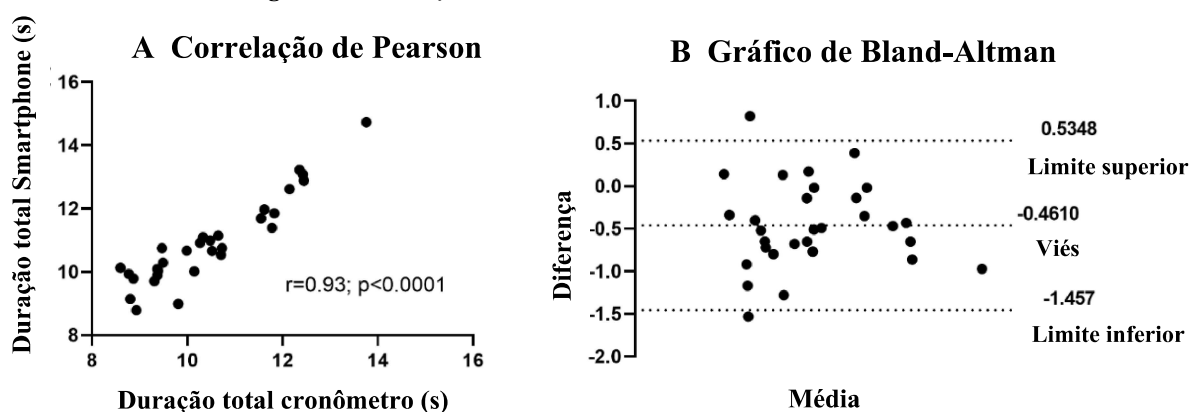 A Correlação de Pearson
Duração total Smartphone (s)
16
14
12
10
8
r=0.93; p<0.0001
8 10 12 14 16
Duração total cronômetro (s)
B Gráfico de Bland-Altman
Diferença
1.0
0.5
0.0
-0.5
-1.0
-1.5
-2.0
0.5348
Limite superior
-0.4610
Viés
-1.457
Limite inferior
Média